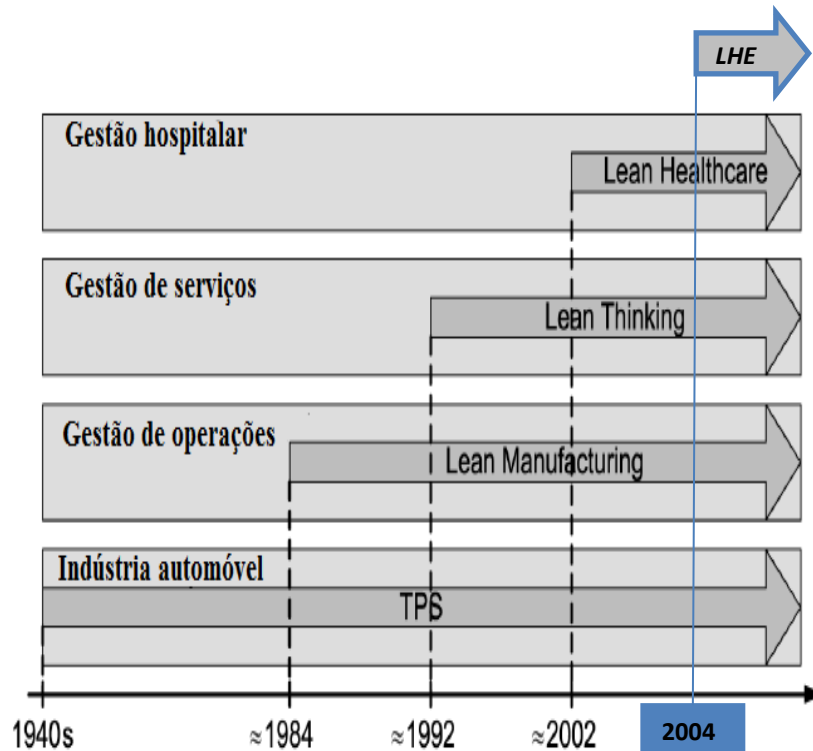 LHE
Gestão hospitalar
Lean Healthcare
Gestão de serviços
Lean Thinking
Gestão de operações
Lean Manufacturing
Indústria automóvel
TPS
1940s ≈1984 ≈1992 ≈2002 2004